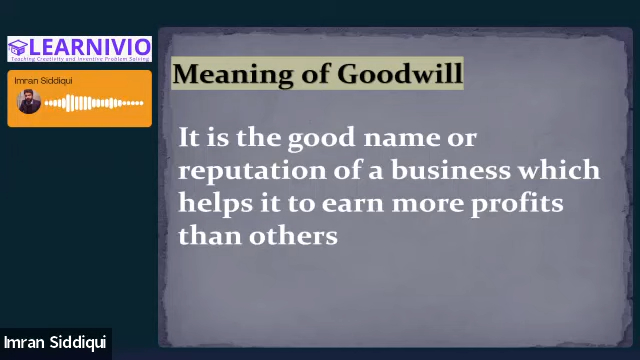 LEARNIVIO
Teaching Creativity and Inventive Problem Solving
Imran Siddiqui
Meaning of Goodwill
It is the good name or
reputation of a business which
helps it to earn more profits
than others
Imran Siddiqui